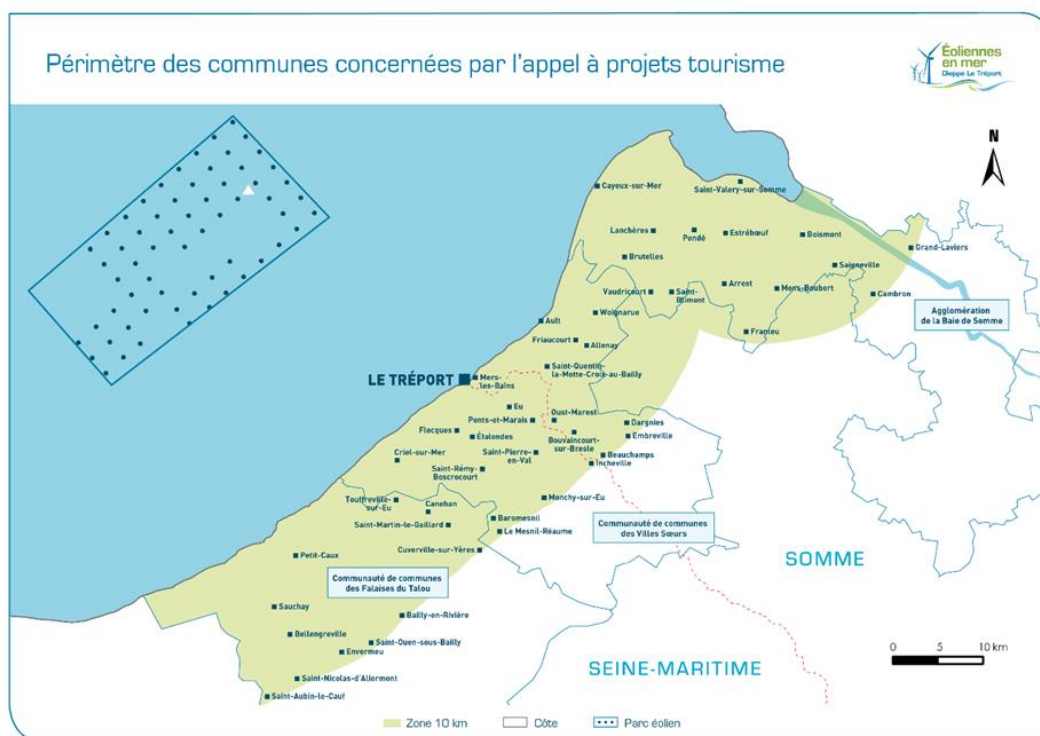 Périmètre des communes concernées par l'appel à projets tourisme
Éoliennes
en mer
Dieppe Le Tréport
N
Cayeux-sur-Mer
Saint-Valery-sur-Somme
Lanchères
Pendé
Estrébœuf
Boismont
Grand-Laviers
Brutelles
Saigneville
Vaudricourt
Saint-
Blimont
Arrest
Mons-Boubert
Cambron
Woignarue
Agglomération
de la Baie de Somme
Ault
Franleu
Friaucourt
Allenay
Saint-Quentin-
la-Motte-Croix-au-Bailly
LE TRÉPORT
Mers-
les-Bains
Eu
Ponts-et-Marais
Oust-Marest
Dargnies
Flocques
Étalondes
Bouvaincourt-
sur-Bresle
Embreville
Criel-sur-Mer
Saint-Pierre-
en-Val
Beauchamps
Incheville
Saint-Rémy-
Boscrocourt
Touffreville-
sur-Eu
Canehan
Monchy-sur-Eu
Saint-Martin-le-Gaillard
Baromesnil
Le Mesnil-Réaume
Communauté de communes
des Villes Sœurs
Cuverville-sur-Yères
Petit-Caux
SOMME
Communauté de communes
des Falaises du Talou
Sauchay
Bailly-en-Rivière
Bellengreville
Saint-Ouen-sous-Bailly
Envermeu
0 5 10 km
SEINE-MARITIME
Saint-Nicolas-d'Aliermont
Saint-Aubin-le-Cauf
Zone 10 km
Côte
Parc éolien